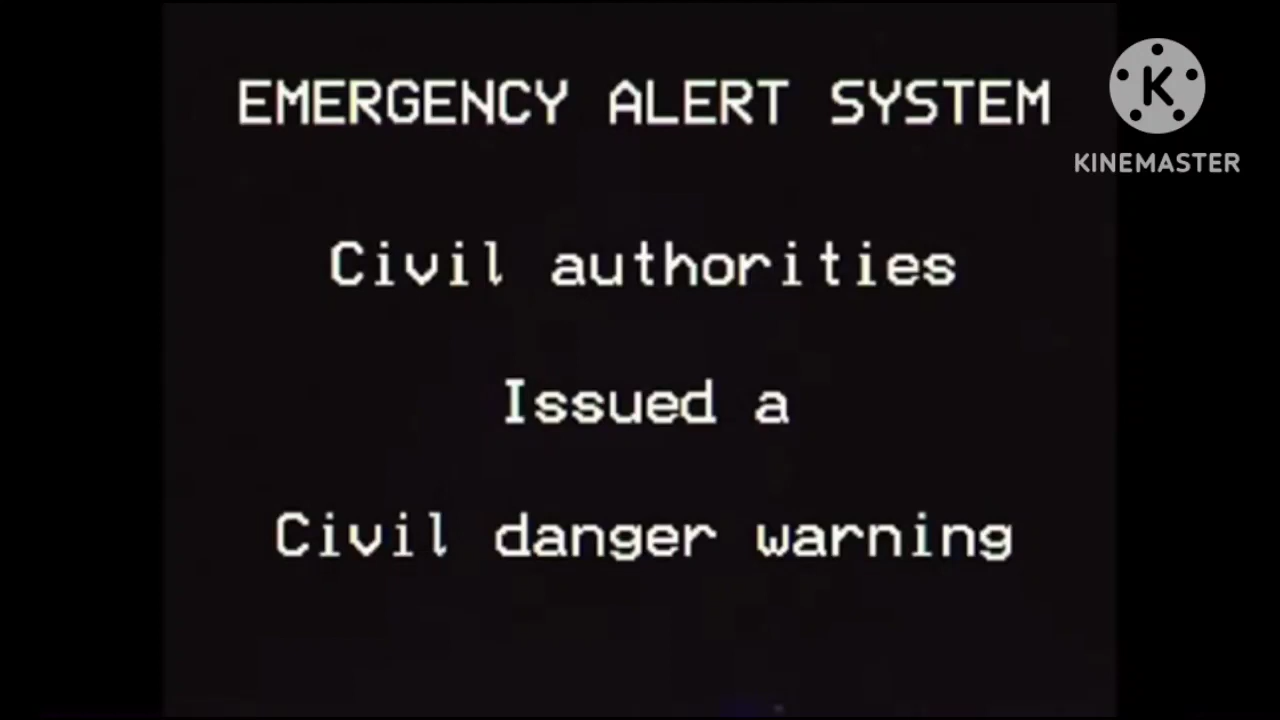 EMERGENCY ALERT SYSTEM
KINEMASTER
Civil authorities
Issued a
Civil danger warning